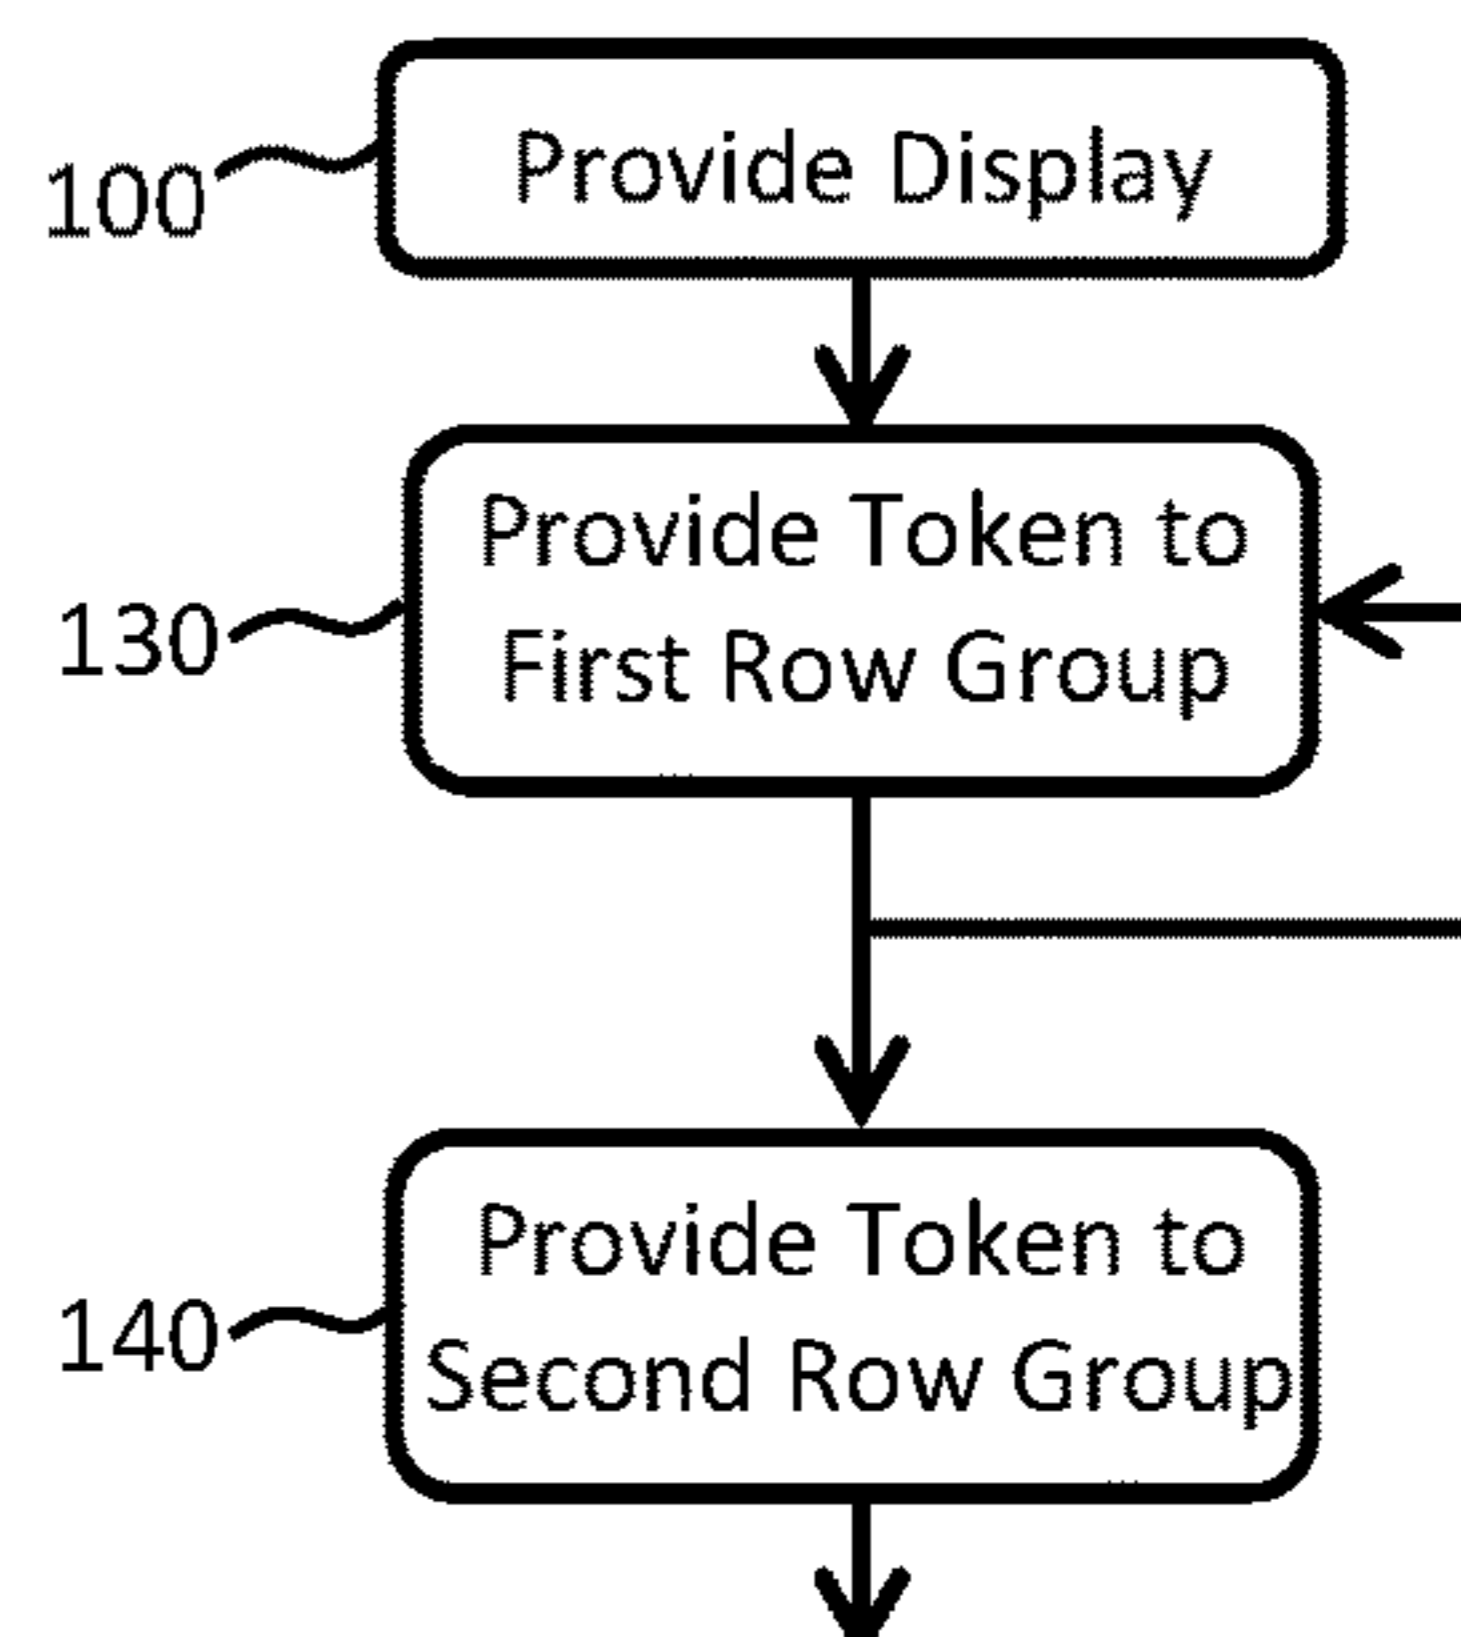 100
Provide Display
130
Provide Token to
First Row Group
140
Provide Token to
Second Row Group